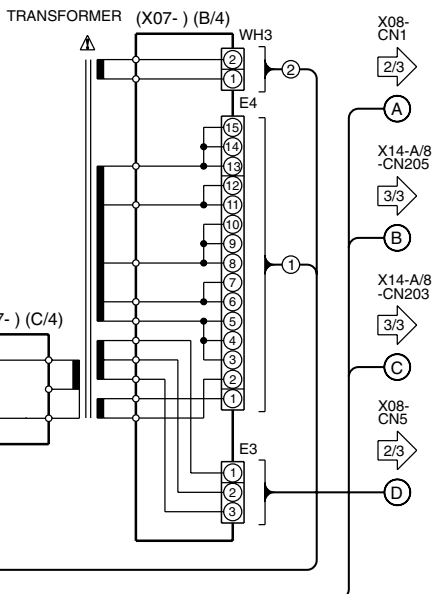 TRANSFORMER (X07- ) (B/4)
WH3
2
1
2
E4
15
14
13
12
11
10
9
8
7
6
5
4
3
2
1
1
E3
1
2
3
7- ) (C/4)
X08-
CN1
2/3
A
X14-A/8
-CN205
3/3
B
X14-A/8
-CN203
3/3
C
X08-
CN5
2/3
D